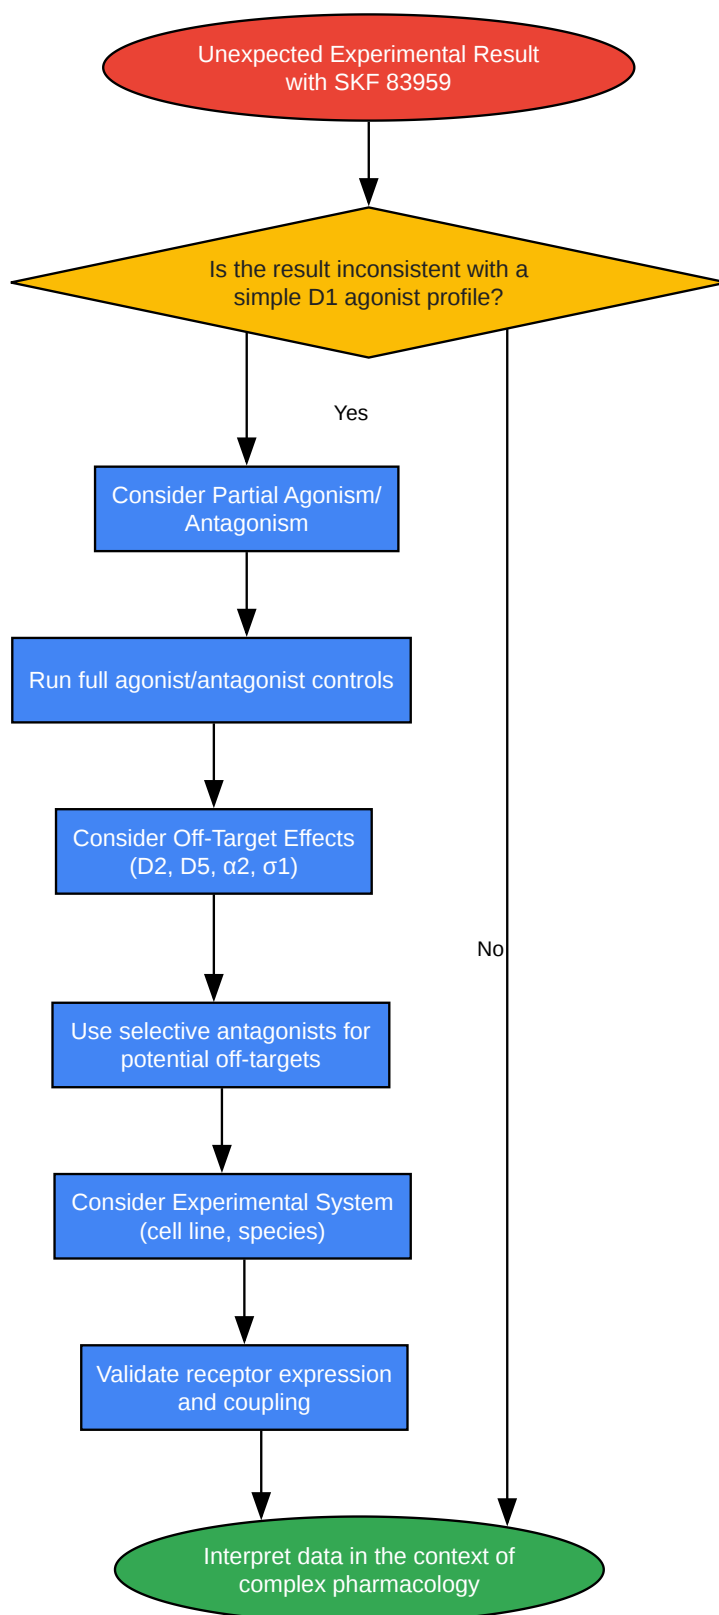 Unexpected Experimental Result
with SKF 83959
Is the result inconsistent with a
simple D1 agonist profile?
Yes
Consider Partial Agonism/
Antagonism
Run full agonist/antagonist controls
Consider Off-Target Effects
(D2, D5, α2, σ1)
No
Use selective antagonists for
potential off-targets
Consider Experimental System
(cell line, species)
Validate receptor expression
and coupling
Interpret data in the context of
complex pharmacology